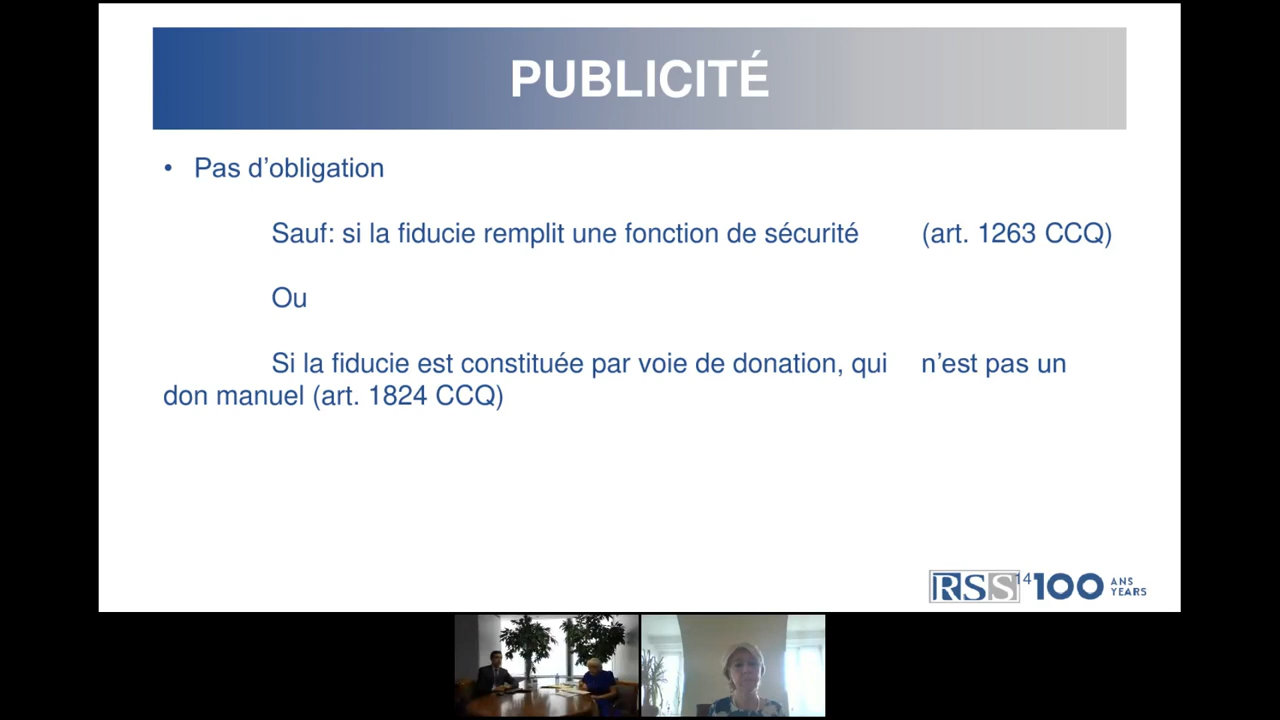 PUBLICITÉ
• Pas d’obligation
Sauf: si la fiducie remplit une fonction de sécurité (art. 1263 CCQ)
Ou
Si la fiducie est constituée par voie de donation, qui n’est pas un
don manuel (art. 1824 CCQ)
RSS 14 100 ANS
YEARS